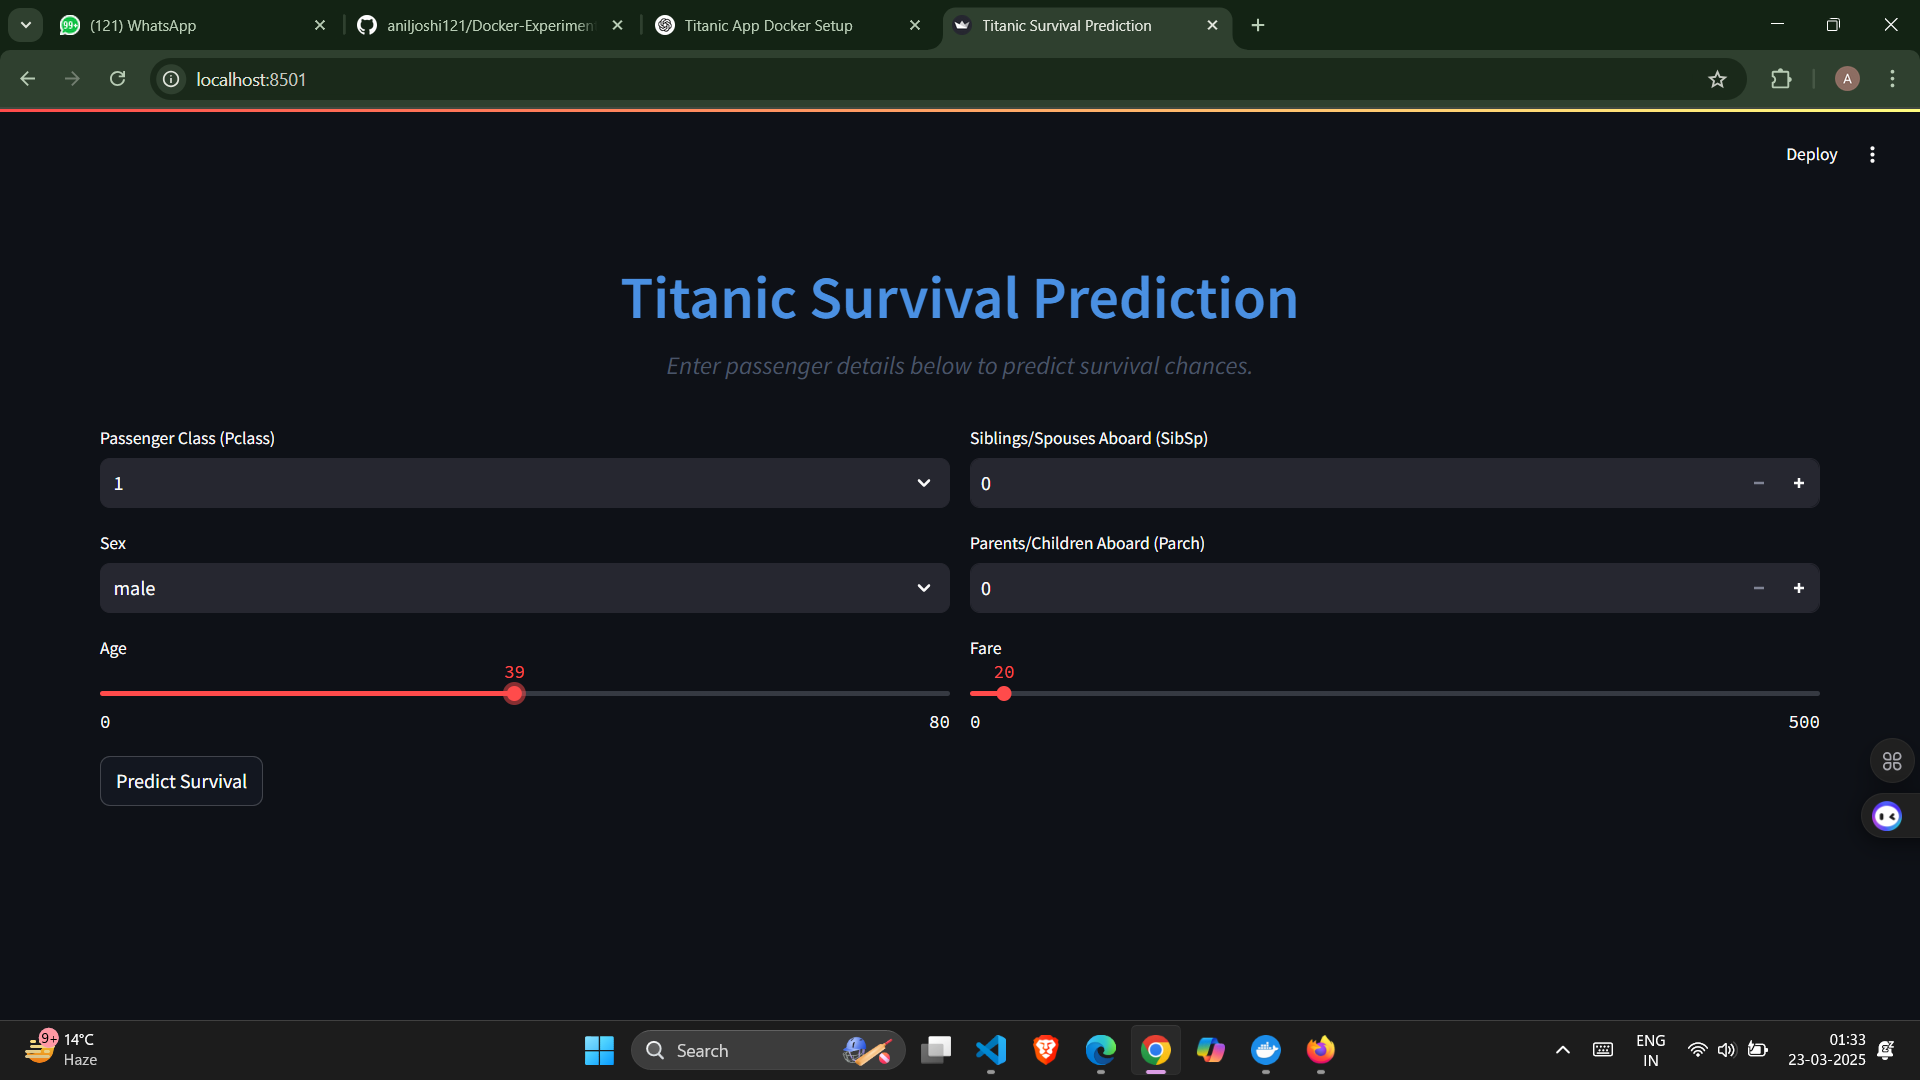 99+ (121) WhatsApp
aniljoshi121/Docker-Experimen
Titanic App Docker Setup
Titanic Survival Prediction
localhost:8501
A
Deploy
Titanic Survival Prediction
Enter passenger details below to predict survival chances.
Passenger Class (Pclass)
Siblings/Spouses Aboard (SibSp)
1
0
Sex
Parents/Children Aboard (Parch)
male
0
Age
Fare
39
20
0
80
0
500
Predict Survival
9+
14°C
Haze
Search
ENG
IN
01:33
23-03-2025